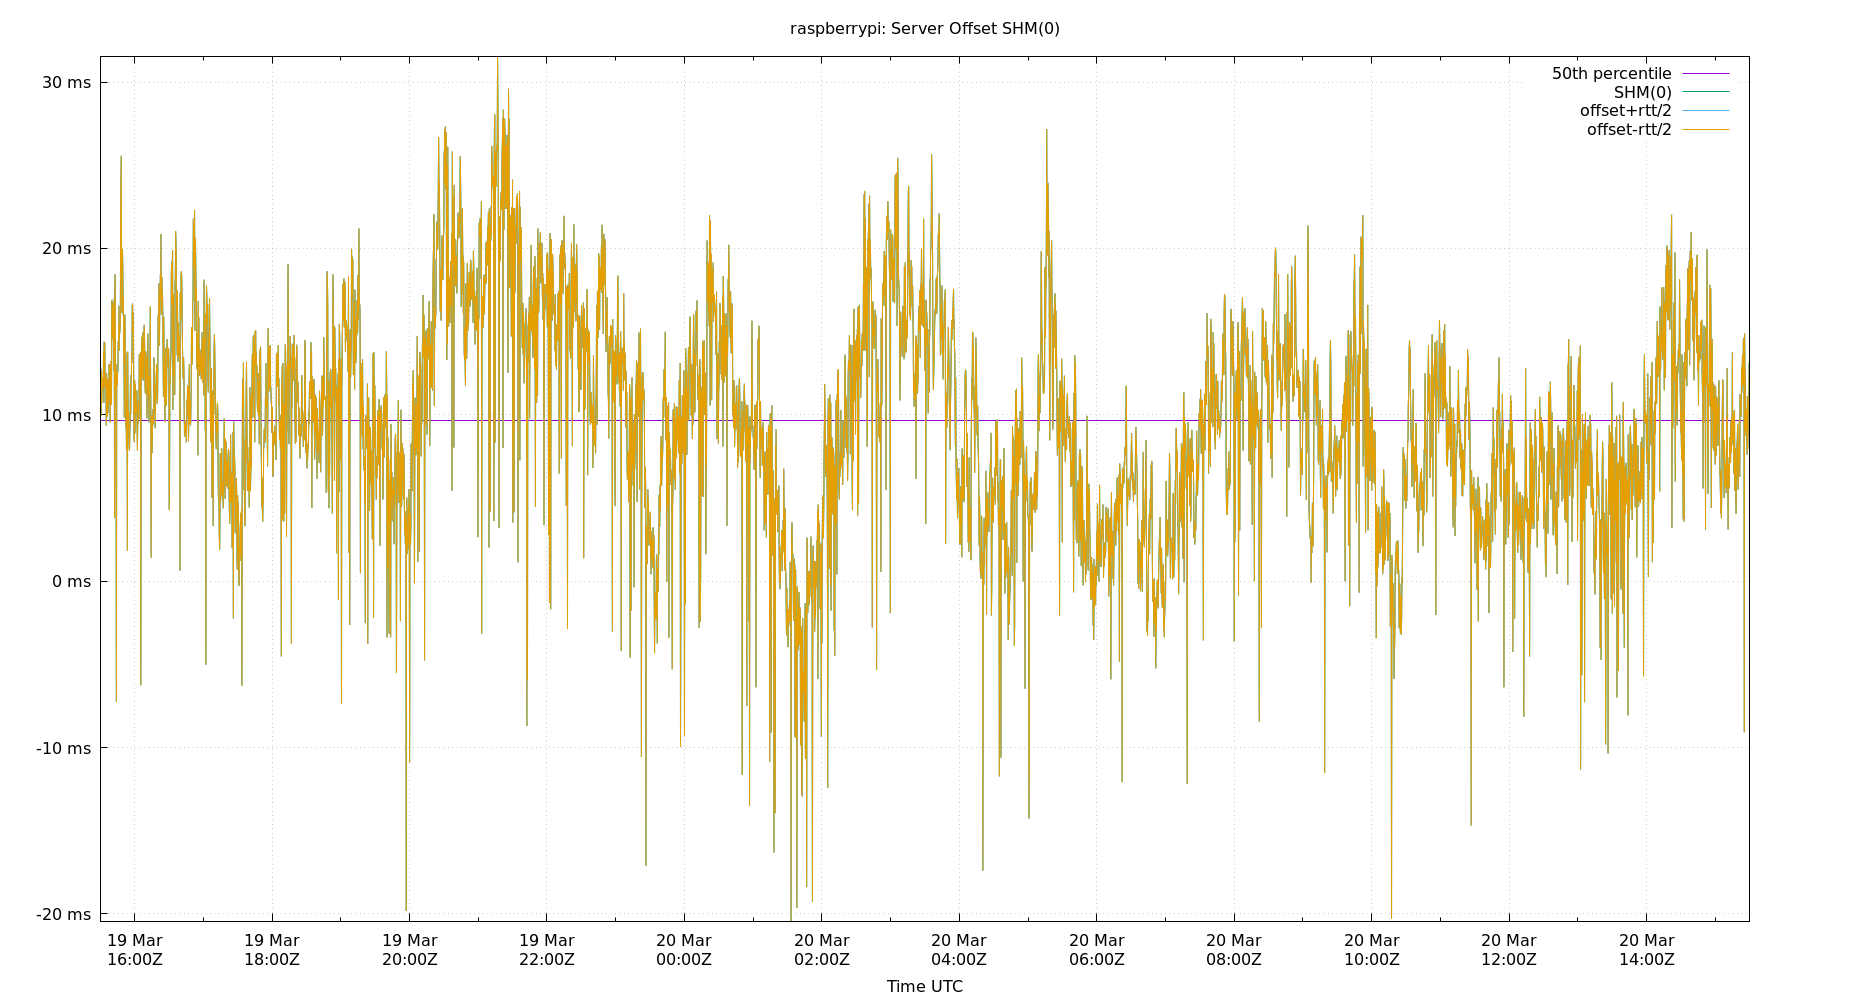 raspberrypi: Server Offset SHM(0)
50th percentile
SHM(0)
offset+rtt/2
offset-rtt/2
30 ms
20 ms
10 ms
0 ms
-10 ms
-20 ms
19 Mar 19 Mar 19 Mar 19 Mar 20 Mar 20 Mar 20 Mar 20 Mar 20 Mar 20 Mar 20 Mar 20 Mar
16:00Z 18:00Z 20:00Z 22:00Z 00:00Z 02:00Z 04:00Z 06:00Z 08:00Z 10:00Z 12:00Z 14:00Z
Time UTC